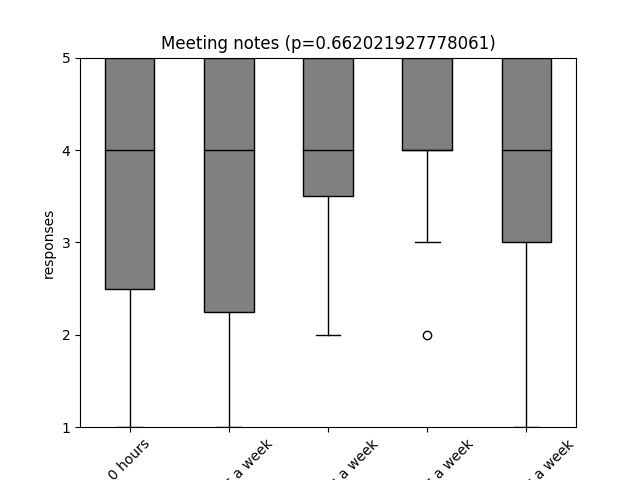 Meeting notes (p=0.662021927778061)
responses
5
4
3
2
1
0 hours
a week
a week
a week
a week